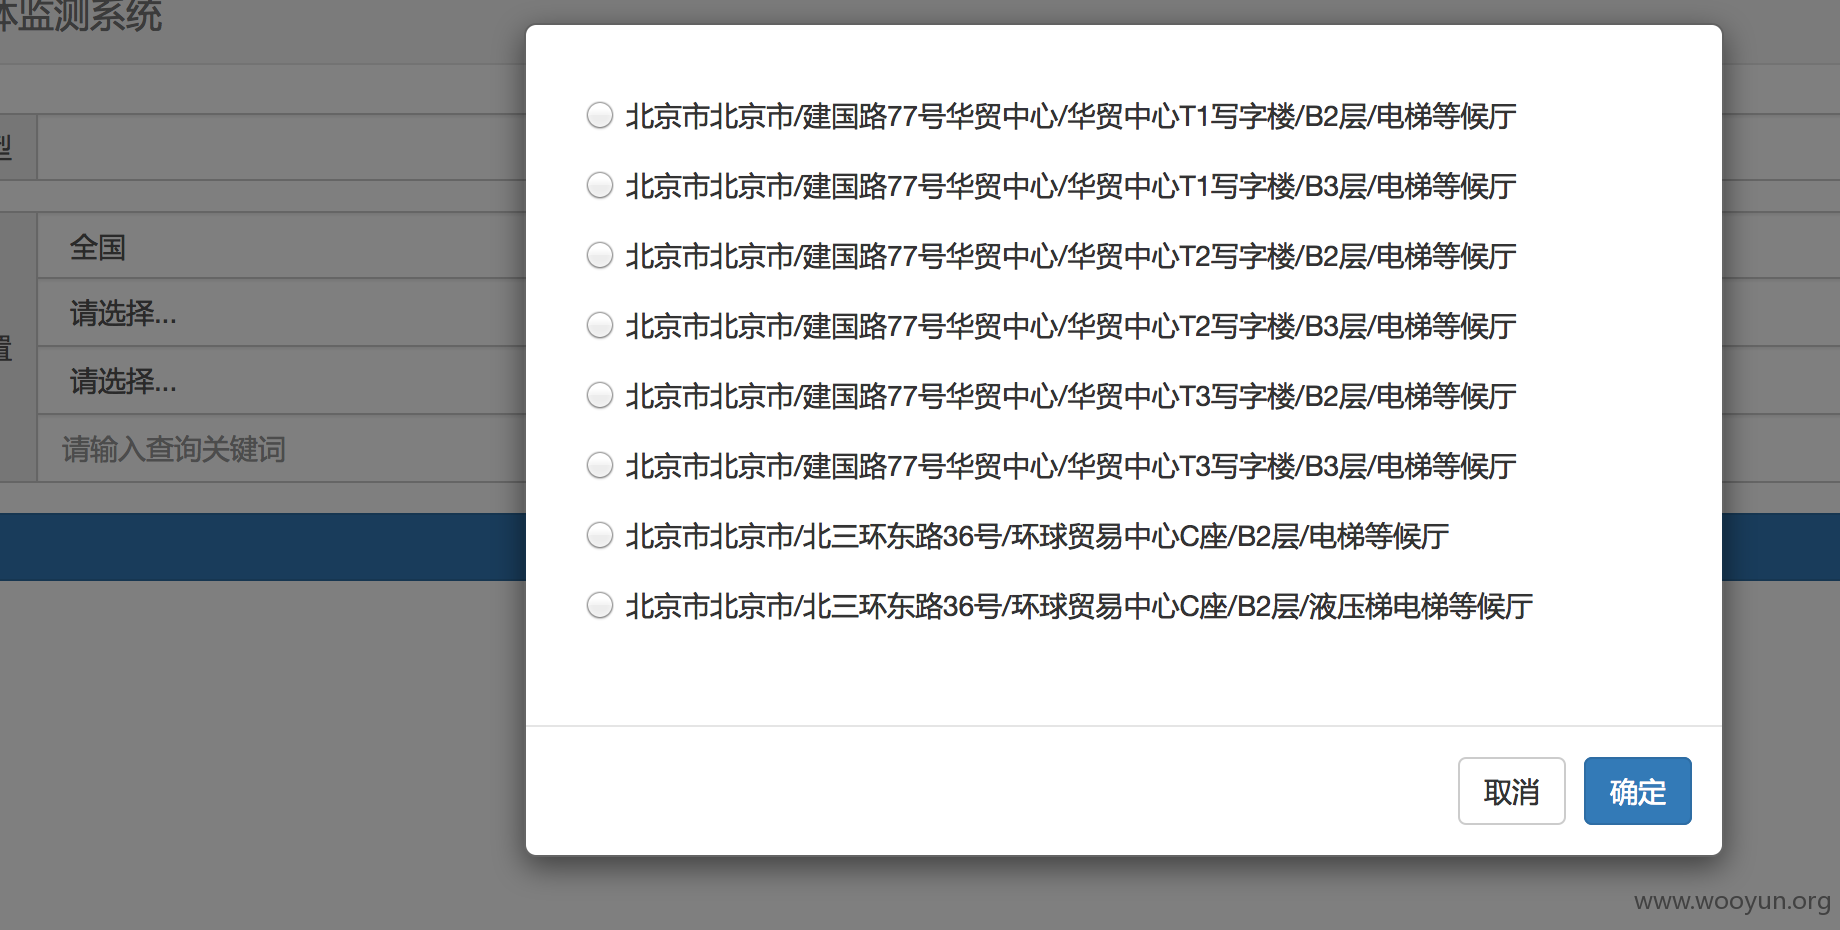 体监测系统
型
全国
请选择...
请选择...
置
请输入查询关键词
北京市北京市/建国路77号华贸中心/华贸中心T1写字楼/B2层/电梯等候厅
北京市北京市/建国路77号华贸中心/华贸中心T1写字楼/B3层/电梯等候厅
北京市北京市/建国路77号华贸中心/华贸中心T2写字楼/B2层/电梯等候厅
北京市北京市/建国路77号华贸中心/华贸中心T2写字楼/B3层/电梯等候厅
北京市北京市/建国路77号华贸中心/华贸中心T3写字楼/B2层/电梯等候厅
北京市北京市/建国路77号华贸中心/华贸中心T3写字楼/B3层/电梯等候厅
北京市北京市/北三环东路36号/环球贸易中心C座/B2层/电梯等候厅
北京市北京市/北三环东路36号/环球贸易中心C座/B2层/液压梯电梯等候厅
取消
确定
www.wooyun.org